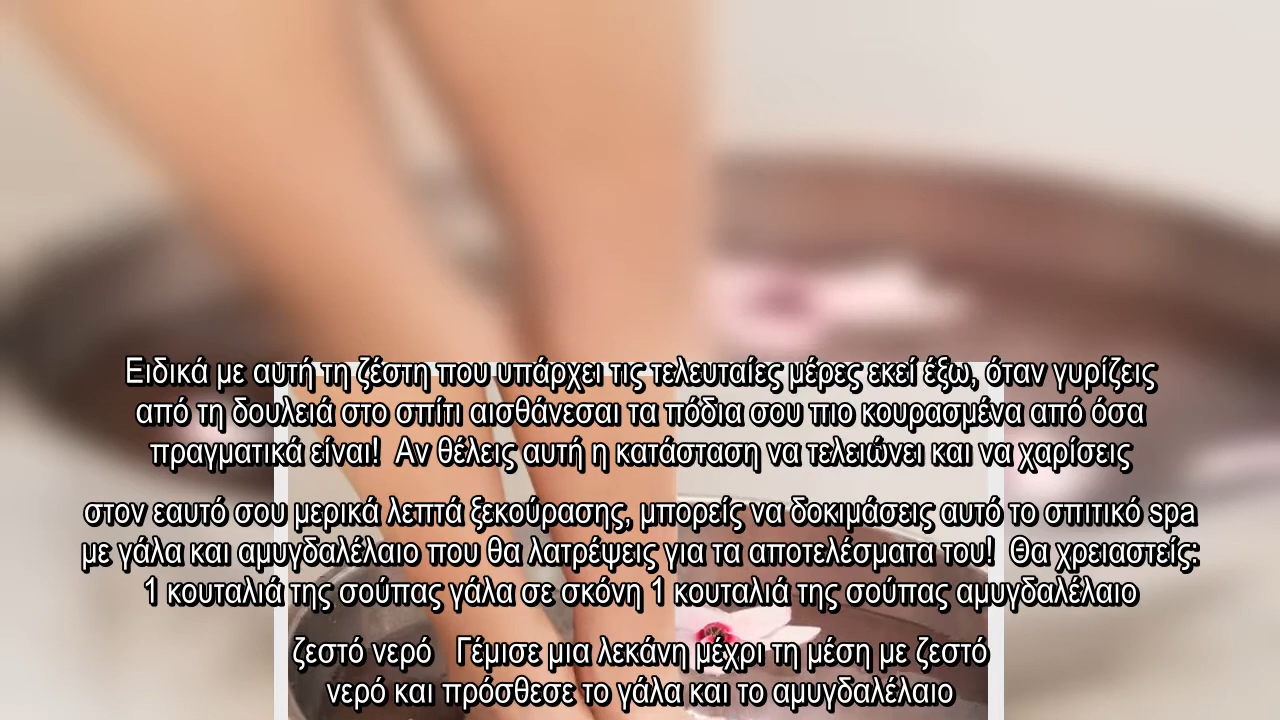 Ειδικά με αυτή τη ζέστη που υπάρχει τις τελευταίες μέρες εκεί έξω, όταν γυρίζεις
από τη δουλειά στο σπίτι αισθάνεσαι τα πόδια σου πιο κουρασμένα από όσα
πραγματικά είναι!  Αν θέλεις αυτή η κατάσταση να τελειώνει και να χαρίσεις
στον εαυτό σου μερικά λεπτά ξεκούρασης, μπορείς να δοκιμάσεις αυτό το σπιτικό spa
με γάλα και αμυγδαλέλαιο που θα λατρέψεις για τα αποτελέσματα του!  Θα χρειαστείς:
1 κουταλιά της σούπας γάλα σε σκόνη 1 κουταλιά της σούπας αμυγδαλέλαιο
ζεστό νερό   Γέμισε μια λεκάνη μέχρι τη μέση με ζεστό
νερό και πρόσθεσε το γάλα και το αμυγδαλέλαιο